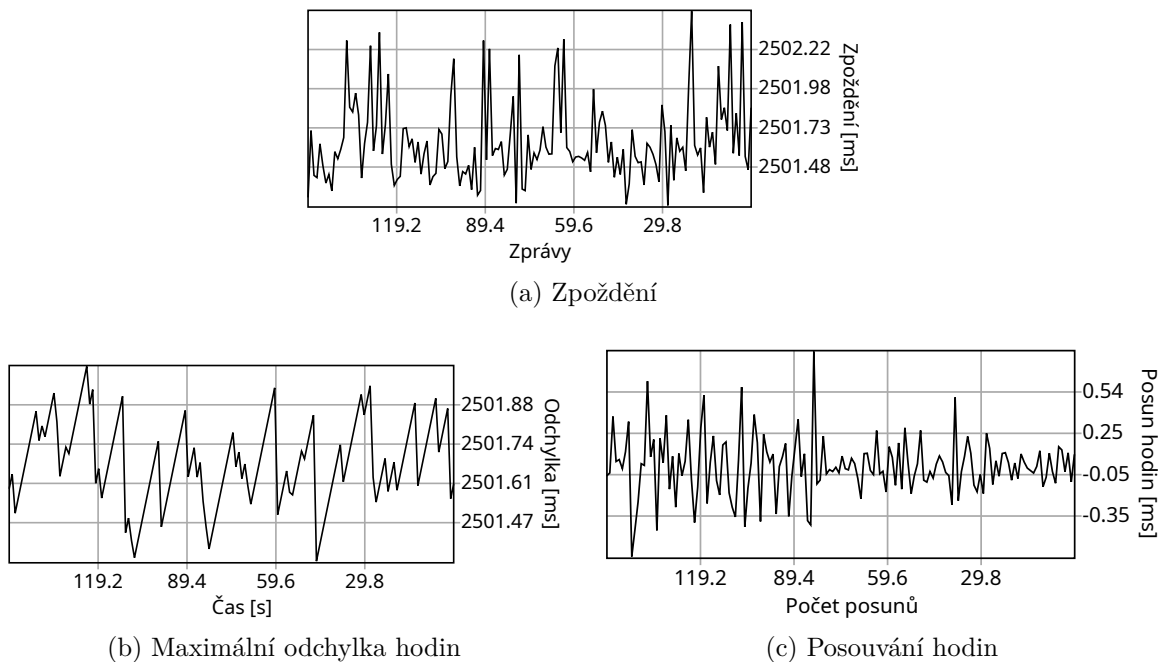 2502.22
2501.98
2501.73
2501.48
Zpoždění [ms]
119.2 89.4 59.6 29.8
Zprávy
(a) Zpoždění
2501.88
2501.74
2501.61
2501.47
Odchylka [ms]
119.2 89.4 59.6 29.8
Čas [s]
(b) Maximální odchylka hodin
0.54
0.25
-0.05
-0.35
Posun hodin [ms]
119.2 89.4 59.6 29.8
Počet posunů
(c) Posouvání hodin